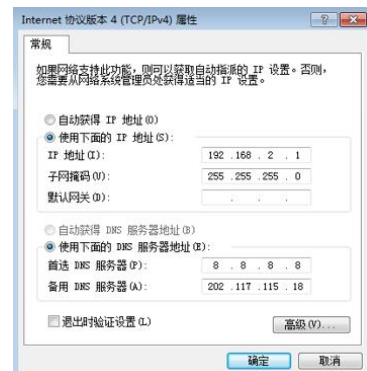 Internet 协议版本 4 (TCP/IPv4) 属性
常规
如果网络支持此功能，则可以获取自动指派的 IP 设置。否则，
您需要从网络系统管理员处获得适当的 IP 设置。
自动获得 IP 地址(O)
使用下面的 IP 地址(S):
IP 地址(I): 192 .168 . 2 . 1
子网掩码(U): 255 .255 .255 . 0
默认网关(D): . . .
自动获得 DNS 服务器地址(B)
使用下面的 DNS 服务器地址(E):
首选 DNS 服务器(P): 8 . 8 . 8 . 8
备用 DNS 服务器(A): 202 .117 .115 . 18
退出时验证设置(L)
高级(V)...
确定 取消